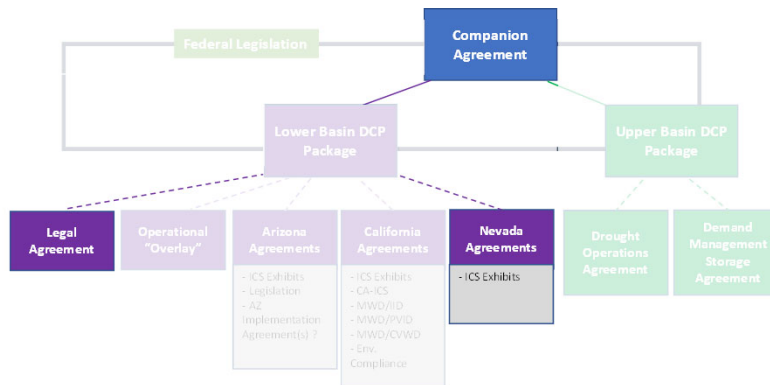 Federal Legislation
Companion
Agreement
Lower Basin DCP
Package
Upper Basin DCP
Package
Legal
Agreement
Operational
"Overlay"
Arizona
Agreements
- ICS Exhibits
- Legislation
- AZ
Implementation
Agreement(s) ?
California
Agreements
- ICS Exhibits
- CA-ICS
- MWD/IID
- MWD/PVID
- MWD/CVWD
- Env.
Compliance
Nevada
Agreements
- ICS Exhibits
Drought
Operations
Agreement
Demand
Management
Storage
Agreement